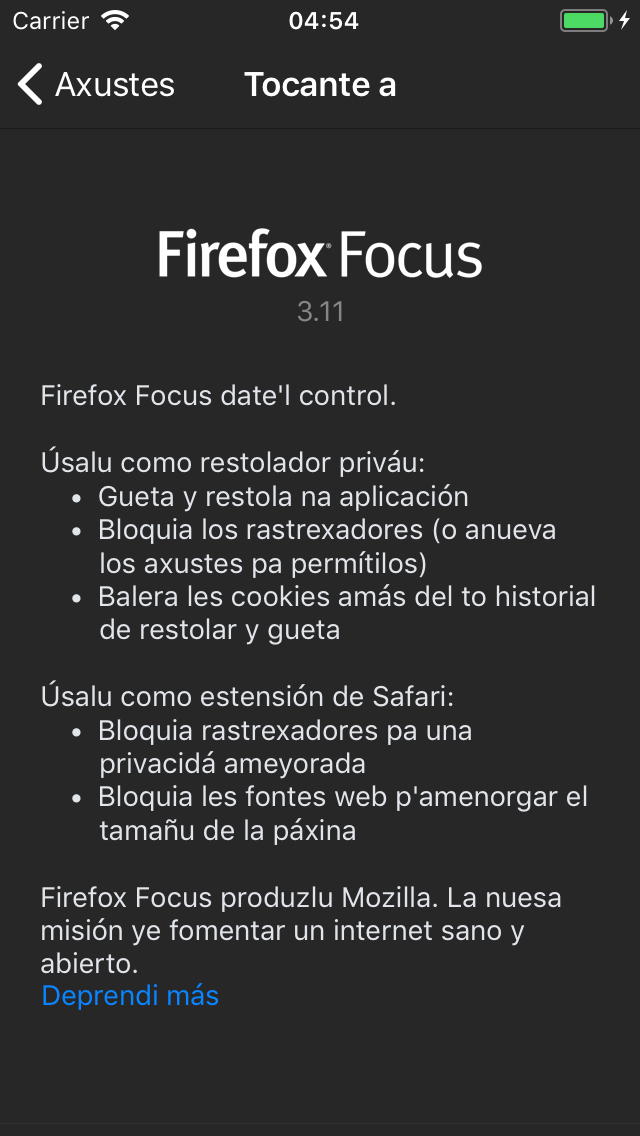 Carrier 04:54
Axustes Tocante a
Firefox Focus
3.11
Firefox Focus date'l control.
Úsalu como restolador priváu:
• Gueta y restola na aplicación
• Bloquia los rastrexadores (o anueva
los axustes pa permítilos)
• Balera les cookies amás del to historial
de restolar y gueta
Úsalu como estensión de Safari:
• Bloquia rastrexadores pa una
privacidá ameyorada
• Bloquia les fontes web p'amenorgar el
tamañu de la páxina
Firefox Focus produzlu Mozilla. La nuesa
misión ye fomentar un internet sano y
abierto.
Deprendi más